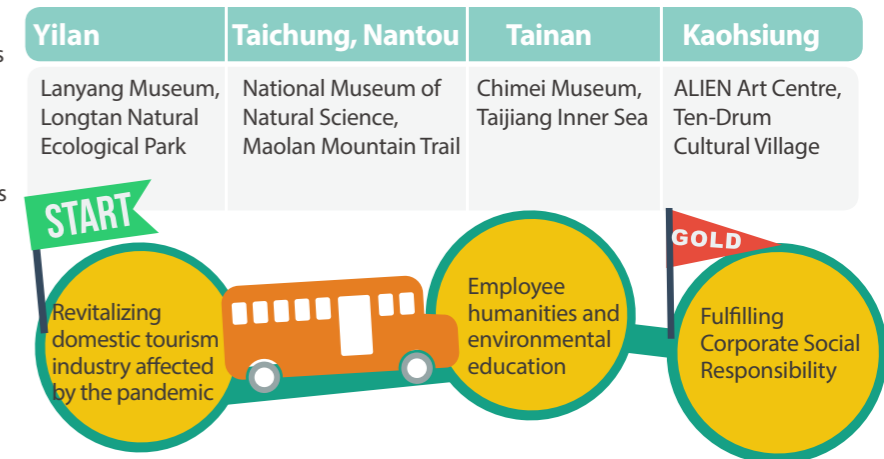 s
Yilan
Taichung, Nantou
Tainan
Kaohsiung
Lanyang Museum,
Longtan Natural
Ecological Park
National Museum of
Natural Science,
Maolan Mountain Trail
Chimei Museum,
Taijiang Inner Sea
ALIEN Art Centre,
Ten-Drum
Cultural Village
s
START
Revitalizing
domestic tourism
industry affected
by the pandemic
Employee
humanities and
environmental
education
GOLD
Fulfilling
Corporate Social
Responsibility